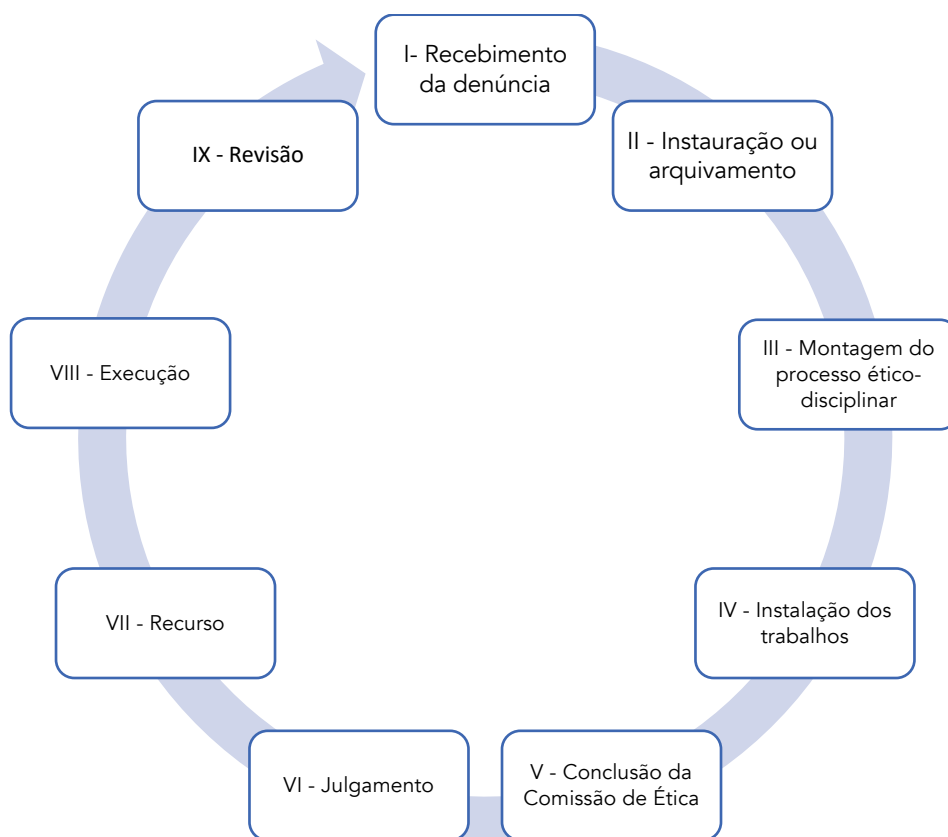 I- Recebimento
da denúncia
II - Instauração ou
arquivamento
III - Montagem do
processo ético-
disciplinar
IV - Instalação dos
trabalhos
V - Conclusão da
Comissão de Ética
VI - Julgamento
VII - Recurso
VIII - Execução
IX - Revisão